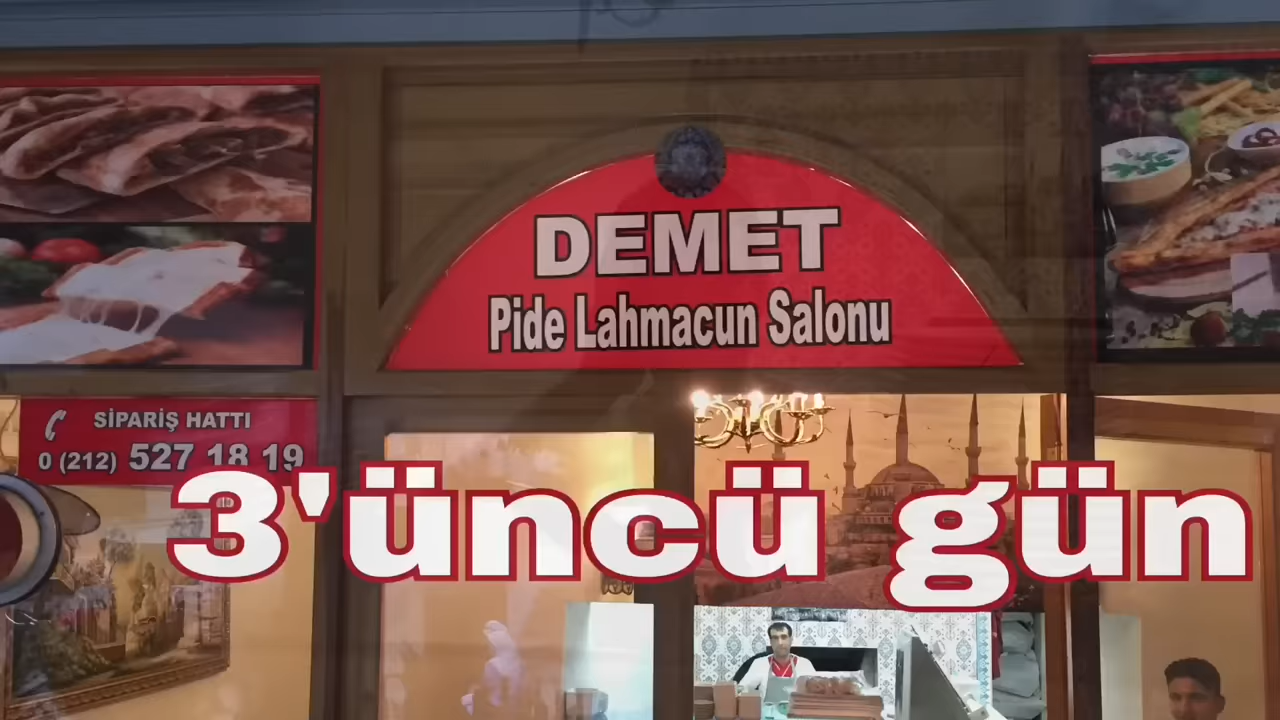 DEMET
Pide Lahmacun Salonu
SİPARİŞ HATTI
0 (212) 527 18 19
3'üncü gün